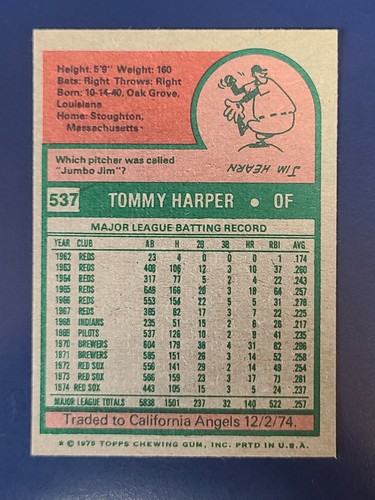 Height: 5'9" Weight: 160
Bats: Right Throws: Right
Born: 10-14-40, Oak Grove,
Louisiana
Home: Stoughton,
Massachusetts
JIM HEARN
Which pitcher was called
"Jumbo Jim"?
537 TOMMY HARPER • OF
MAJOR LEAGUE BATTING RECORD
YEAR CLUB AB H 2B 3B HR RBI AVG
1962 REDS 23 4 0 0 0 1 .174
1963 REDS 408 106 12 3 10 37 .260
1964 REDS 317 77 5 2 4 22 .243
1965 REDS 646 166 28 3 18 64 .257
1966 REDS 553 154 22 5 5 31 .278
1967 REDS 365 82 17 3 7 22 .225
1968 INDIANS 235 51 15 2 6 26 .217
1969 PILOTS 537 126 10 2 9 41 .235
1970 BREWERS 604 179 35 4 31 82 .296
1971 BREWERS 585 151 26 3 14 52 .258
1972 RED SOX 556 141 29 2 14 49 .254
1973 RED SOX 566 159 23 3 17 71 .281
1974 RED SOX 443 105 15 3 5 24 .237
MAJOR LEAGUE TOTALS 5838 1501 237 32 140 522 .257
Traded to California Angels 12/2/74.
* © 1975 TOPPS CHEWING GUM, INC. PRTD IN U.S.A.